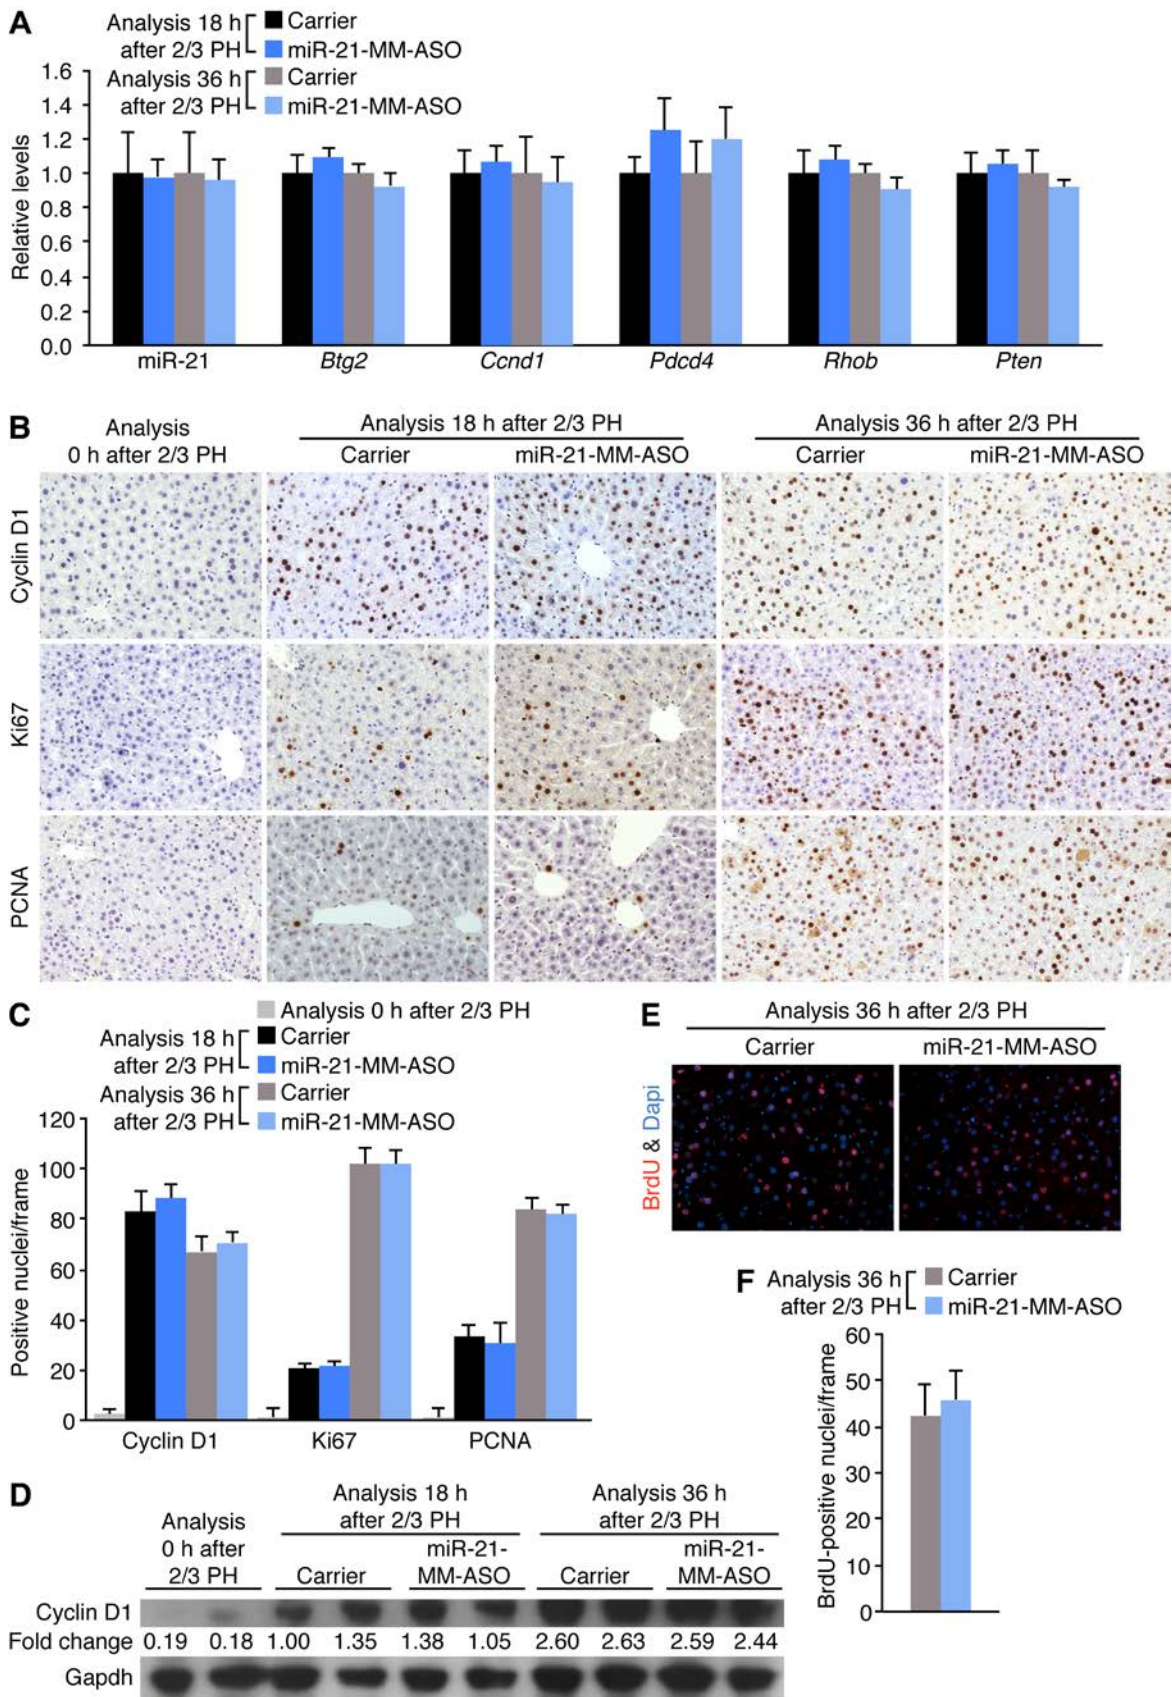 A
Analysis 18 h after 2/3 PH
Carrier
miR-21-MM-ASO
Analysis 36 h after 2/3 PH
Carrier
miR-21-MM-ASO
Relative levels
1.6
1.4
1.2
1.0
0.8
0.6
0.4
0.2
0.0
miR-21 Btg2 Ccnd1 Pdcd4 Rhob Pten
B
Analysis
0 h after 2/3 PH
Analysis 18 h after 2/3 PH
Carrier miR-21-MM-ASO
Analysis 36 h after 2/3 PH
Carrier miR-21-MM-ASO
Cyclin D1
Ki67
PCNA
C
Analysis 0 h after 2/3 PH
Analysis 18 h after 2/3 PH
Carrier
miR-21-MM-ASO
Analysis 36 h after 2/3 PH
Carrier
miR-21-MM-ASO
Positive nuclei/frame
120
100
80
60
40
20
0
Cyclin D1 Ki67 PCNA
D
Analysis
0 h after
2/3 PH
Analysis 18 h
after 2/3 PH
Carrier
miR-21-
MM-ASO
Analysis 36 h
after 2/3 PH
Carrier
miR-21-
MM-ASO
Cyclin D1
Fold change 0.19 0.18 1.00 1.35 1.38 1.05 2.60 2.63 2.59 2.44
Gapdh
E
Analysis 36 h after 2/3 PH
Carrier miR-21-MM-ASO
BrdU & Dapi
F
Analysis 36 h after 2/3 PH
Carrier
miR-21-MM-ASO
BrdU-positive nuclei/frame
60
50
40
30
20
10
0